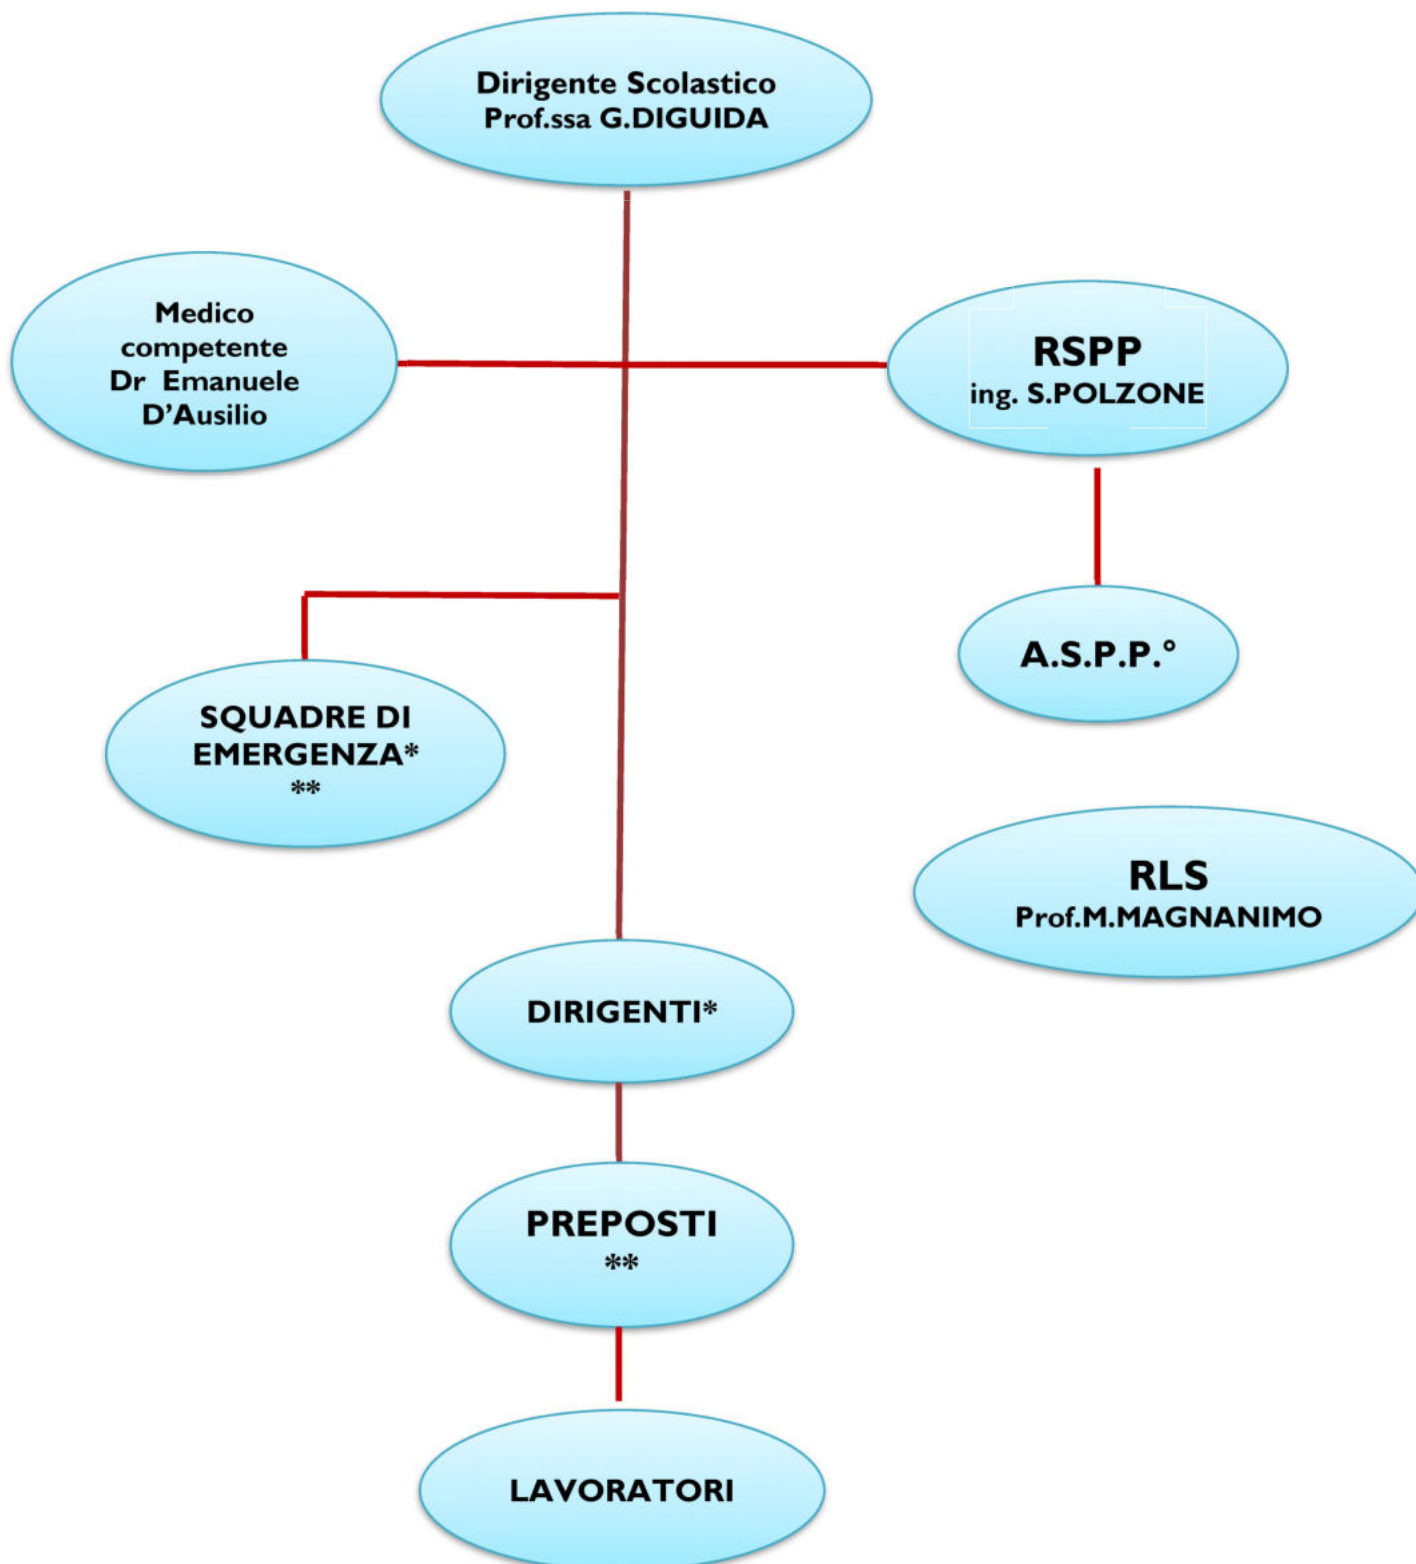 Dirigente Scolastico
Prof.ssa G.DIGUIDA
Medico
competente
Dr Emanuele
D'Ausilio
RSPP
ing. S.POLZONE
A.S.P.P.°
SQUADRE DI
EMERGENZA*
**
RLS
Prof.M.MAGNANIMO
DIRIGENTI*
PREPOSTI
**
LAVORATORI